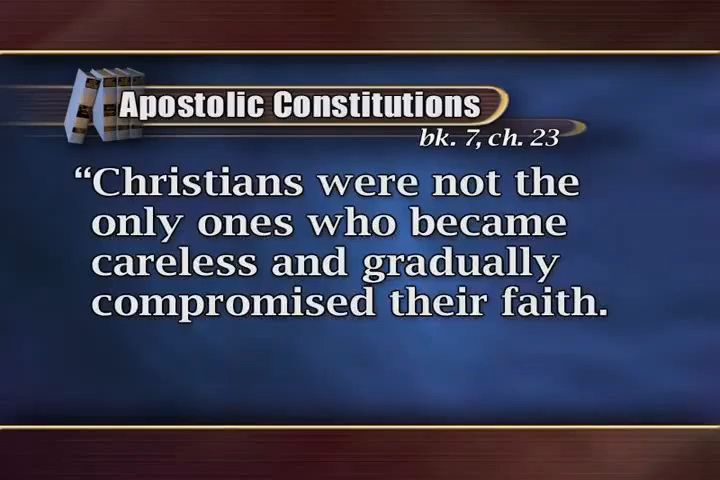 Apostolic Constitutions
bk. 7, ch. 23
“Christians were not the
only ones who became
careless and gradually
compromised their faith.